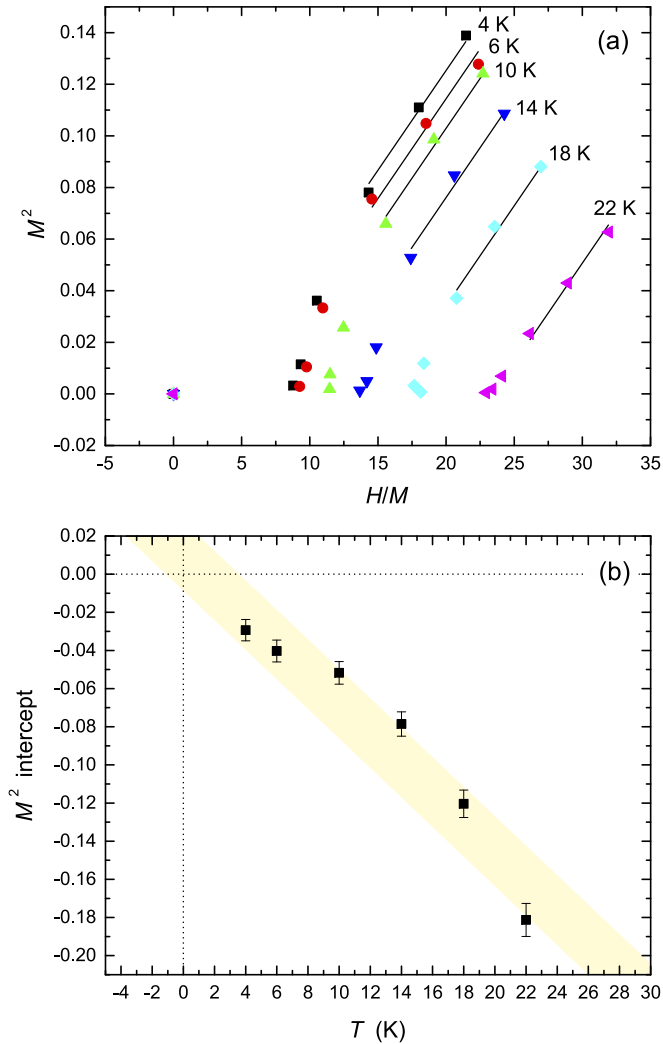 0.14
0.12
0.10
0.08
0.06
0.04
0.02
0.00
-0.02
M²
(a)
4 K
6 K
10 K
14 K
18 K
22 K
-5 0 5 10 15 20 25 30 35
H/M
0.02
0.00
-0.02
-0.04
-0.06
-0.08
-0.10
-0.12
-0.14
-0.16
-0.18
-0.20
M² intercept
(b)
-4 -2 0 2 4 6 8 10 12 14 16 18 20 22 24 26 28 30
T (K)